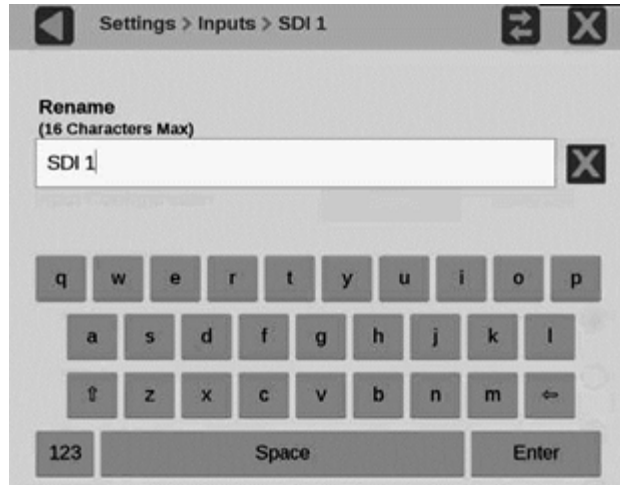 Settings > Inputs > SDI 1
Rename
(16 Characters Max)
SDI 1
q w e r t y u i o p
a s d f g h j k l
⇧ z x c v b n m ⇦
123 Space Enter